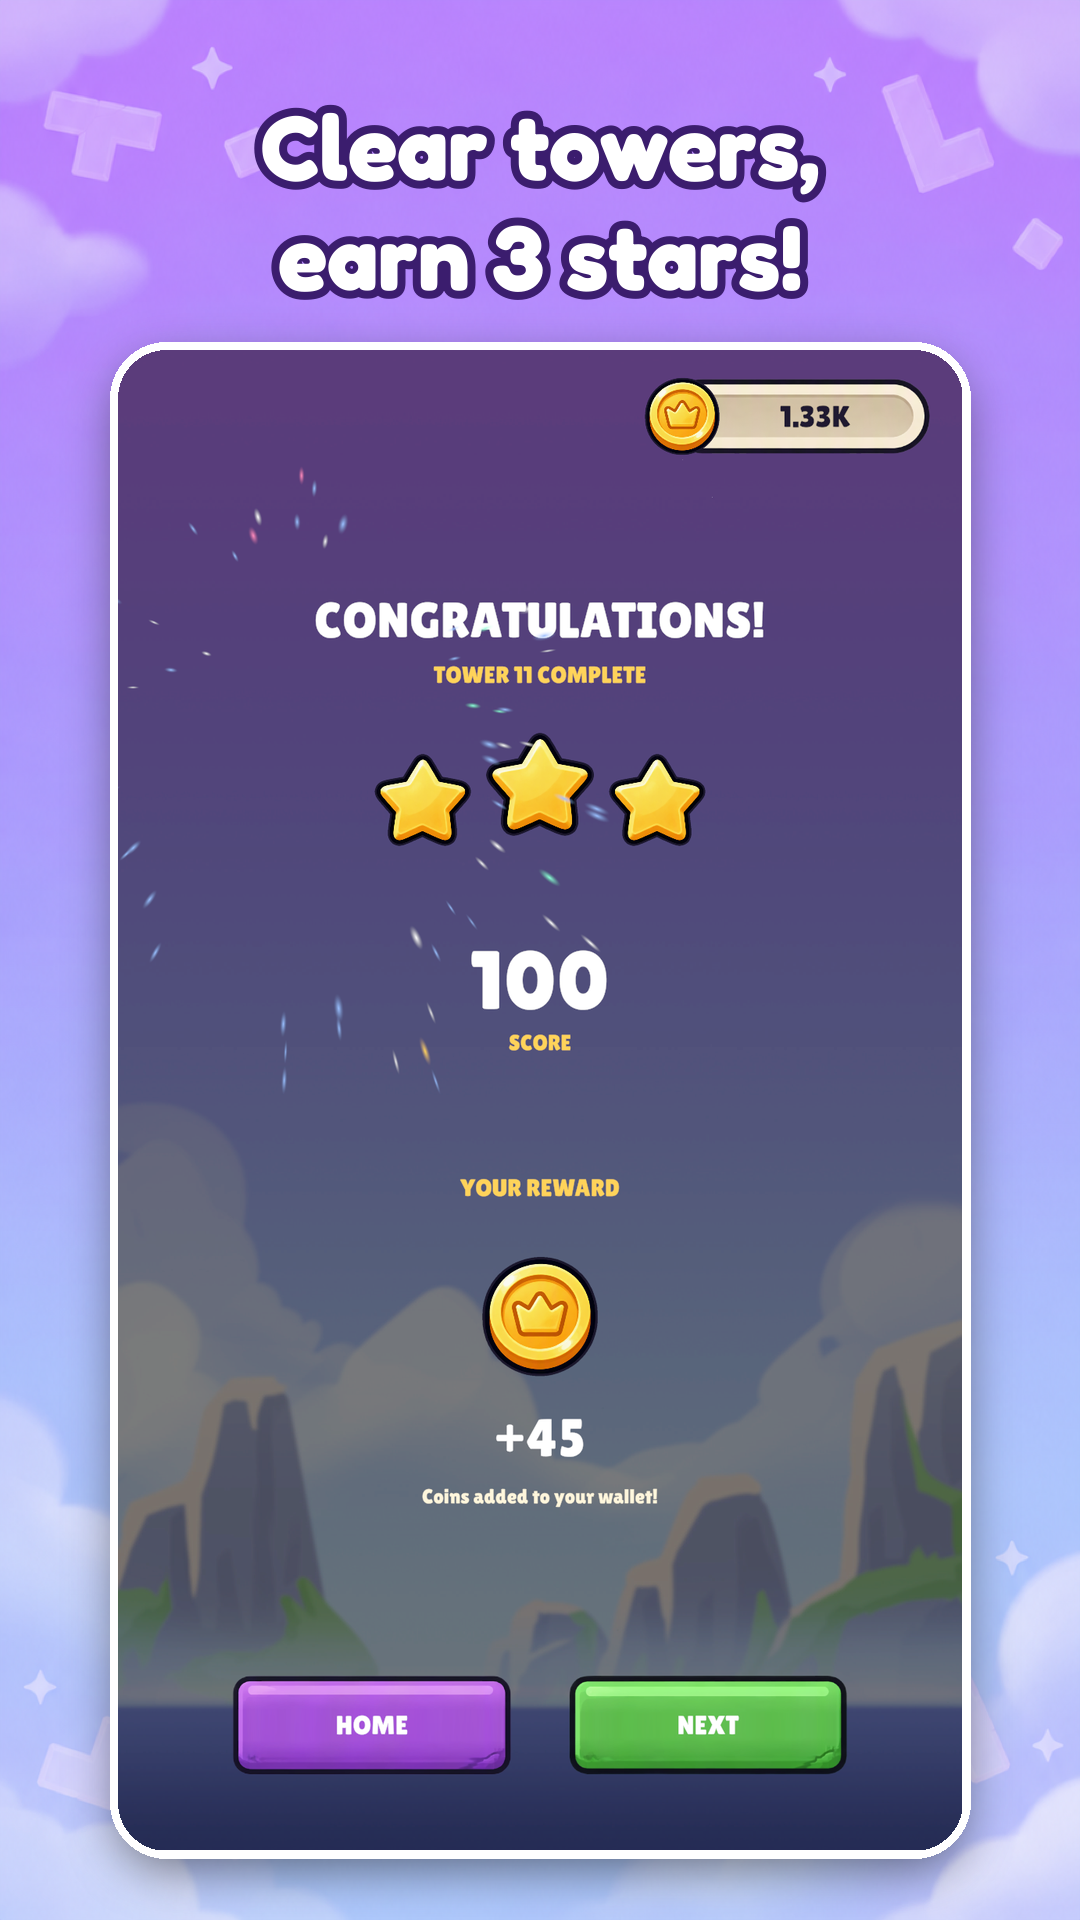 Clear towers,
earn 3 stars!
1.33K
CONGRATULATIONS!
TOWER 11 COMPLETE
100
SCORE
YOUR REWARD
+45
Coins added to your wallet!
HOME
NEXT